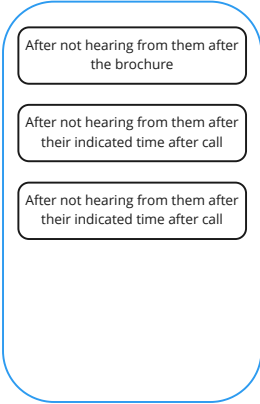 After not hearing from them after
the brochure
After not hearing from them after
their indicated time after call
After not hearing from them after
their indicated time after call